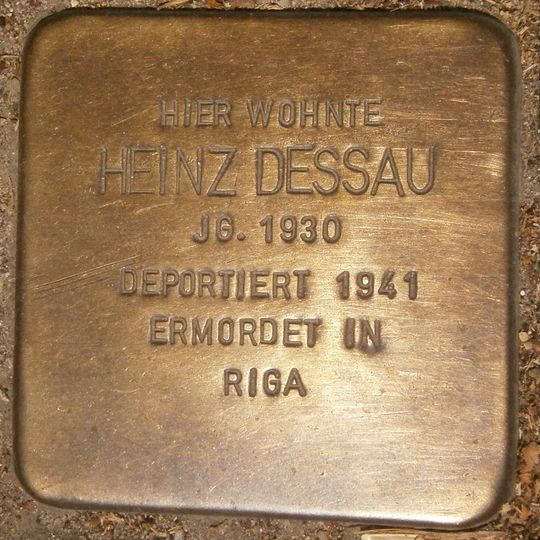 HIER WOHNTE
HEINZ DESSAU
JG. 1930
DEPORTIERT 1941
ERMORDET IN
RIGA